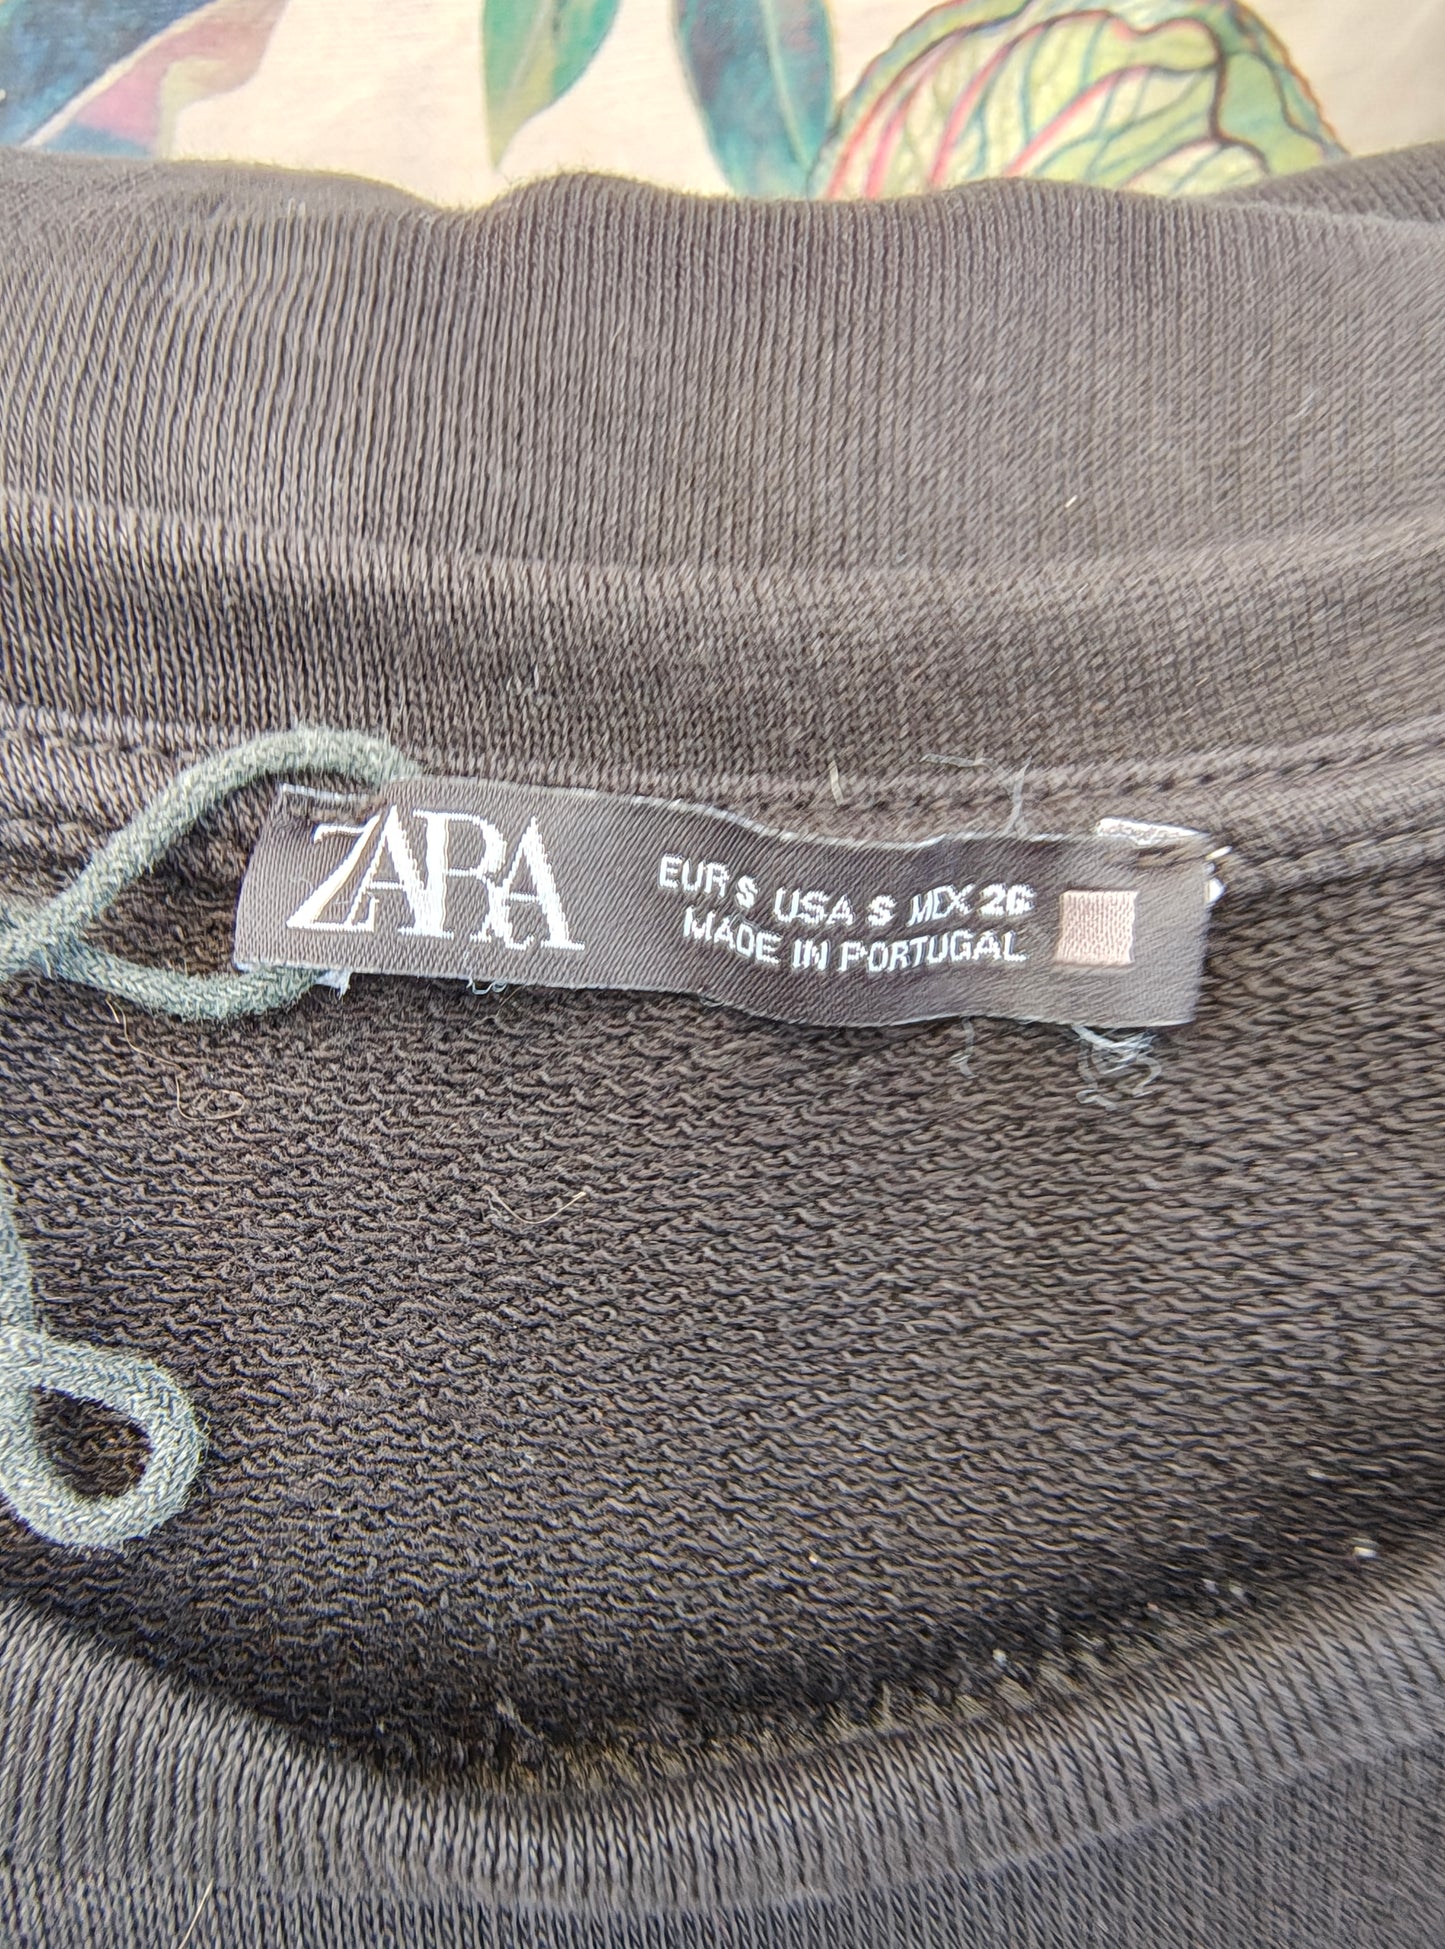 ZARA
EUR S USA S MEX 26
MADE IN PORTUGAL